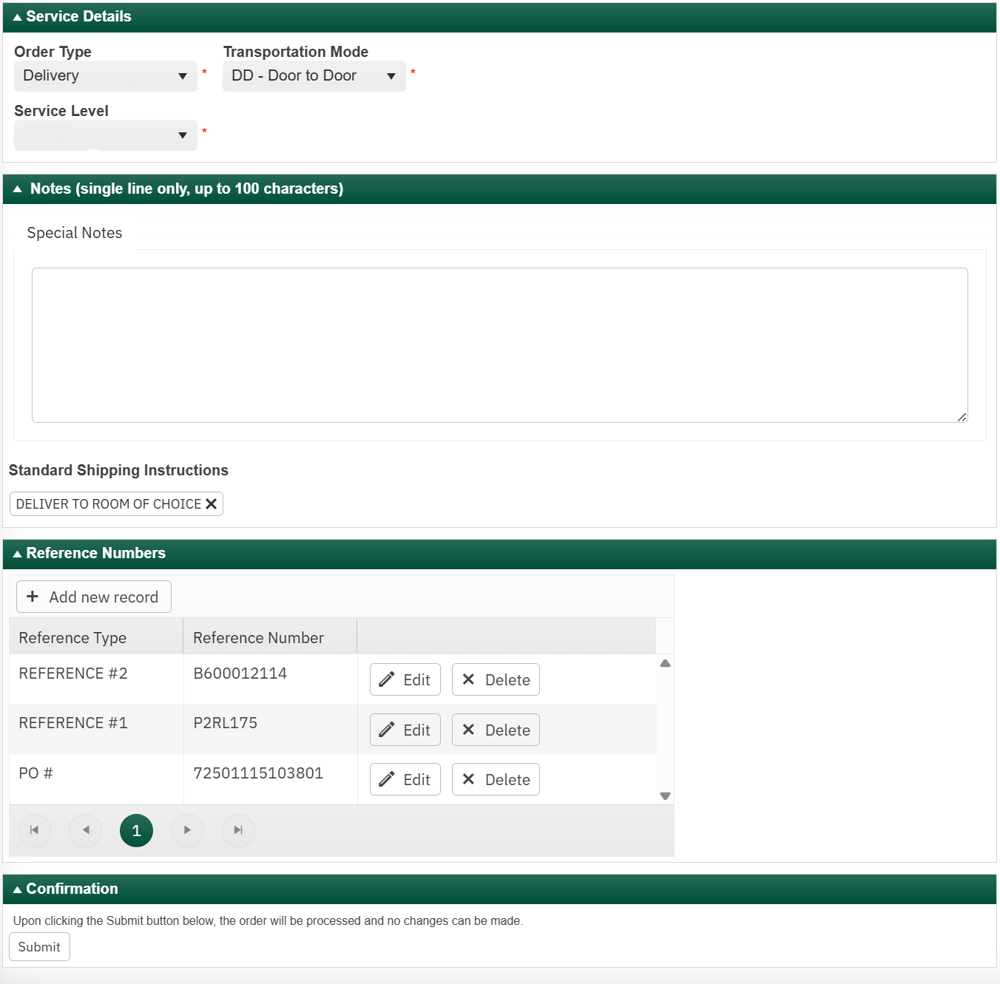 Service Details
Order Type Transportation Mode
Delivery * DD - Door to Door *
Service Level
*
Notes (single line only, up to 100 characters)
Special Notes
Standard Shipping Instructions
DELIVER TO ROOM OF CHOICE
Reference Numbers
+ Add new record
Reference Type Reference Number
REFERENCE #2 B600012114 Edit Delete
REFERENCE #1 P2RL175 Edit Delete
PO # 72501115103801 Edit Delete
1
Confirmation
Upon clicking the Submit button below, the order will be processed and no changes can be made.
Submit